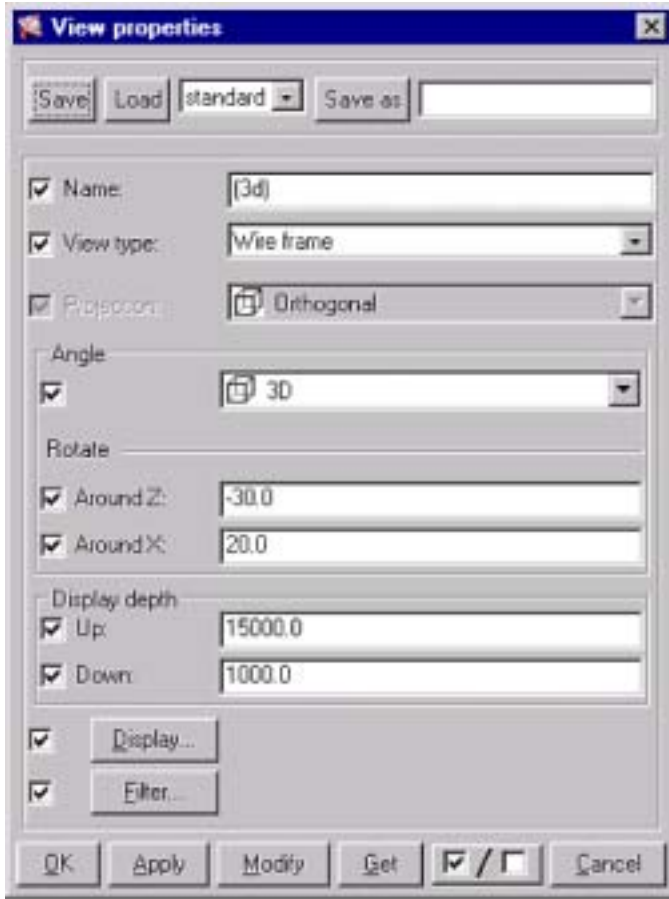 View properties
Save Load standard Save as
Name: (3d)
View type: Wire frame
Projection: Orthogonal
Angle
3D
Rotate
Around Z: -30.0
Around X: 20.0
Display depth
Up: 15000.0
Down: 1000.0
Display...
Filter...
OK Apply Modify Get / Cancel